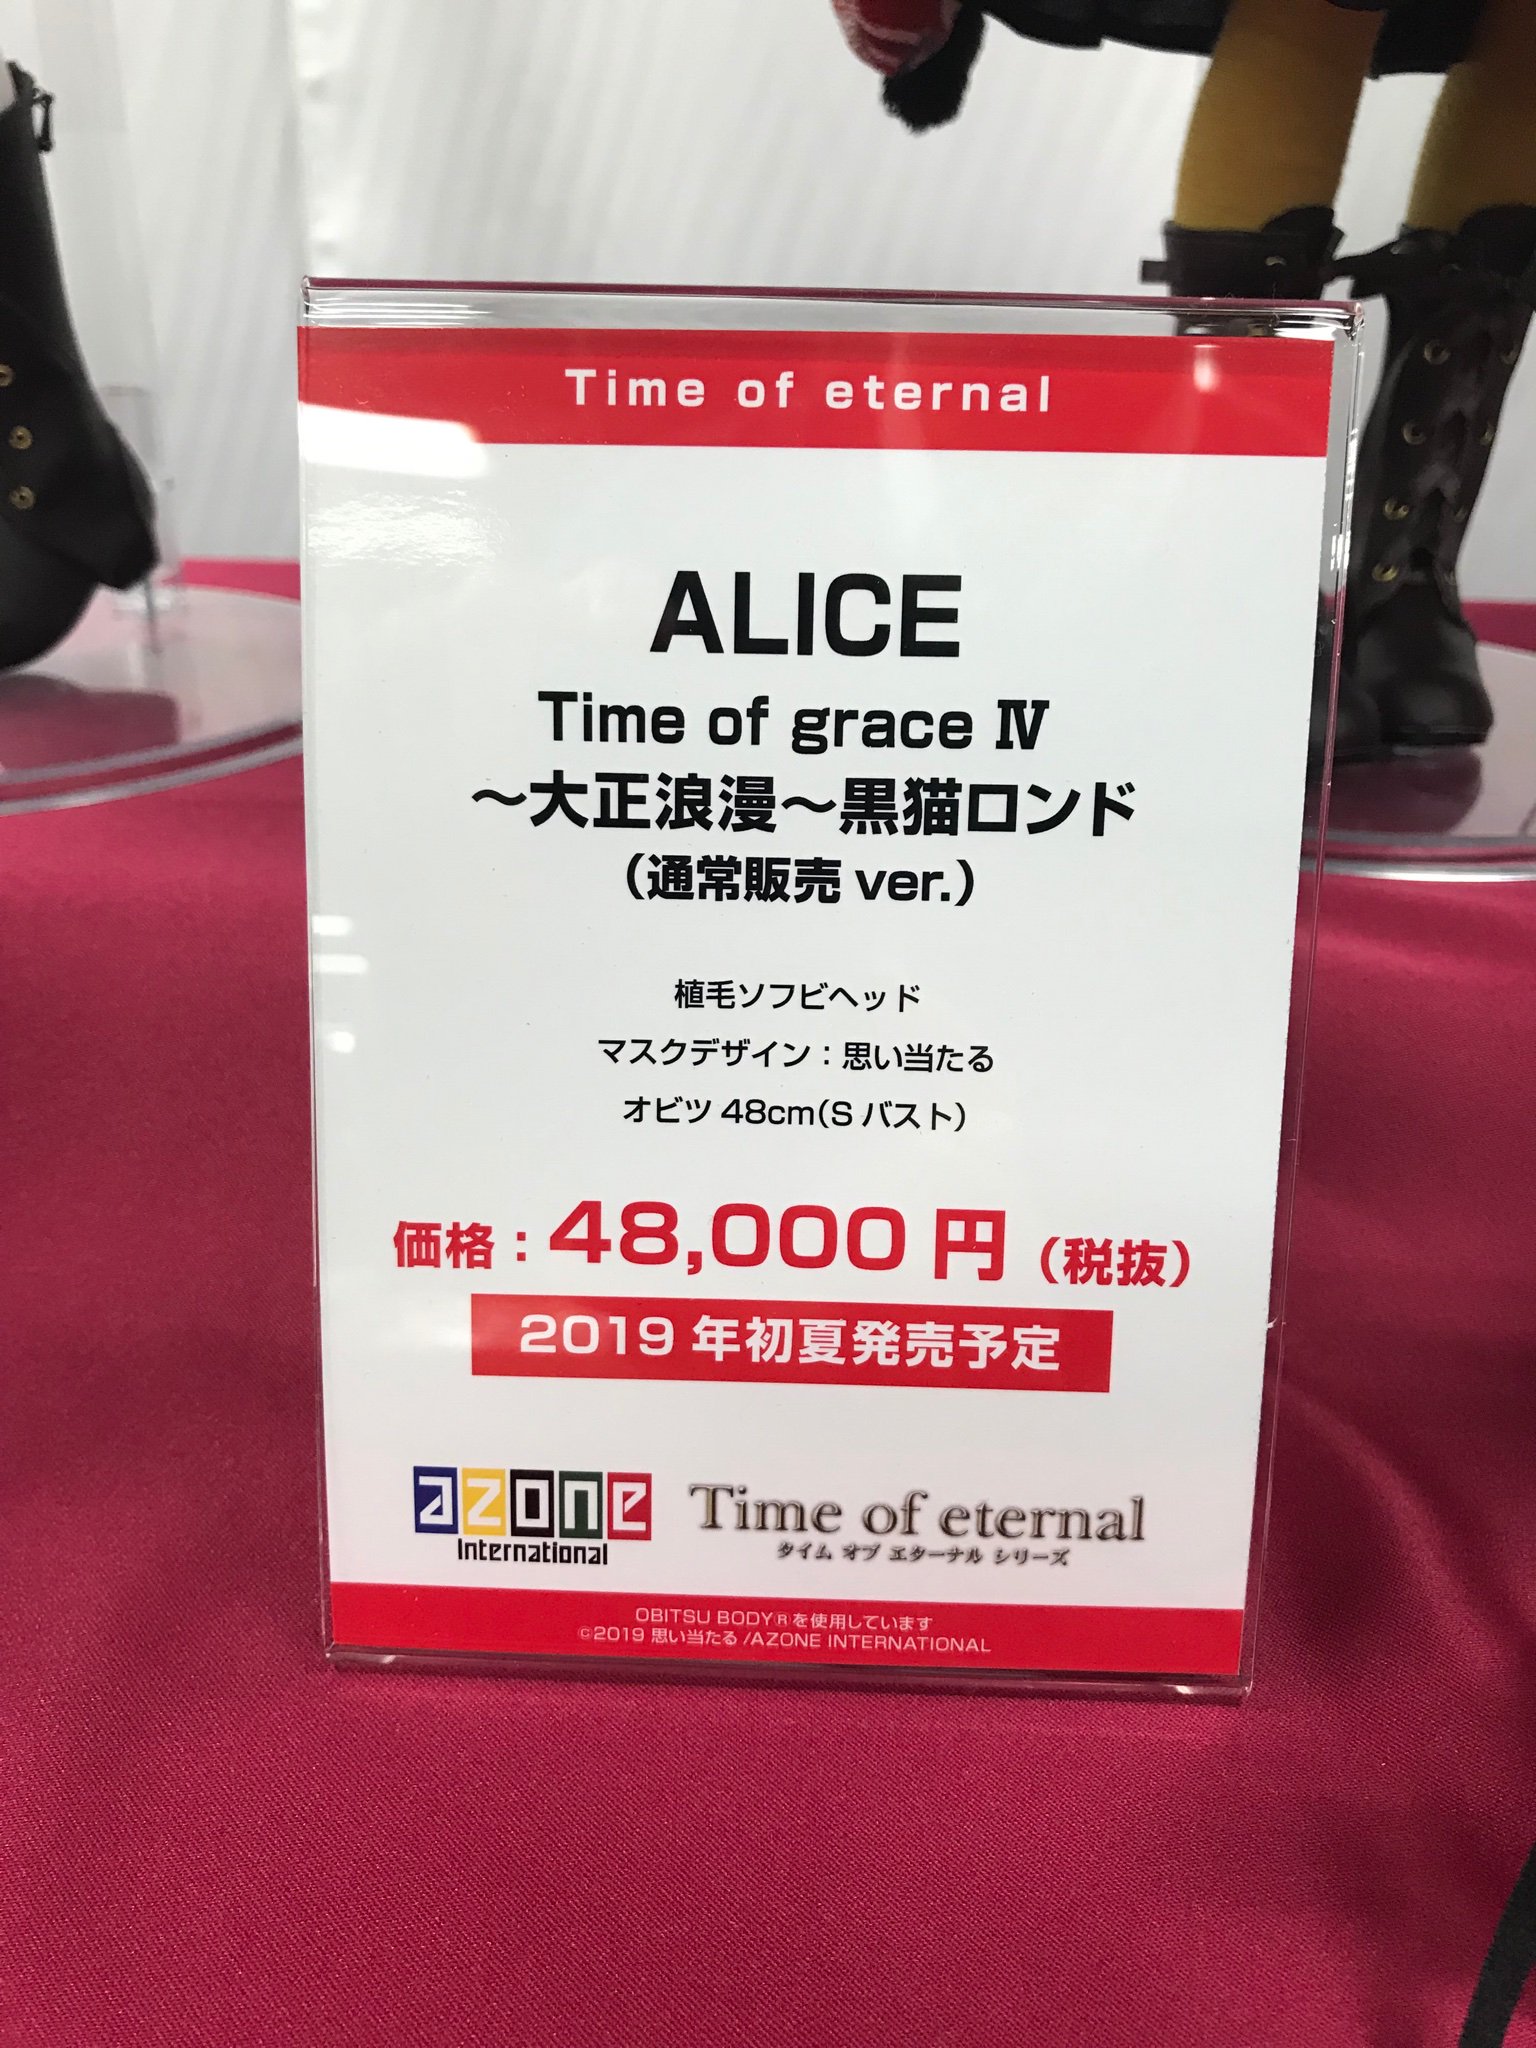 Time of eternal
ALICE
Time of grace Ⅳ
〜大正浪漫〜黒猫ロンド
（通常販売 ver.）
植毛ソフビヘッド
マスクデザイン：思い当たる
オビツ 48cm(S バスト)
価格：48,000 円（税抜）
2019 年初夏発売予定
azone
International
Time of eternal
タイム オブ エターナル シリーズ
OBITSU BODY®を使用しています
©2019 思い当たる /AZONE INTERNATIONAL